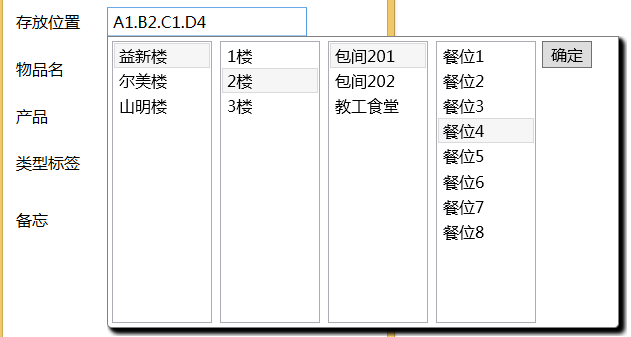 存放位置 A1.B2.C1.D4
物品名
产品
类型标签
备忘
益新楼
尔美楼
山明楼
1楼
2楼
3楼
包间201
包间202
教工食堂
餐位1
餐位2
餐位3
餐位4
餐位5
餐位6
餐位7
餐位8
确定